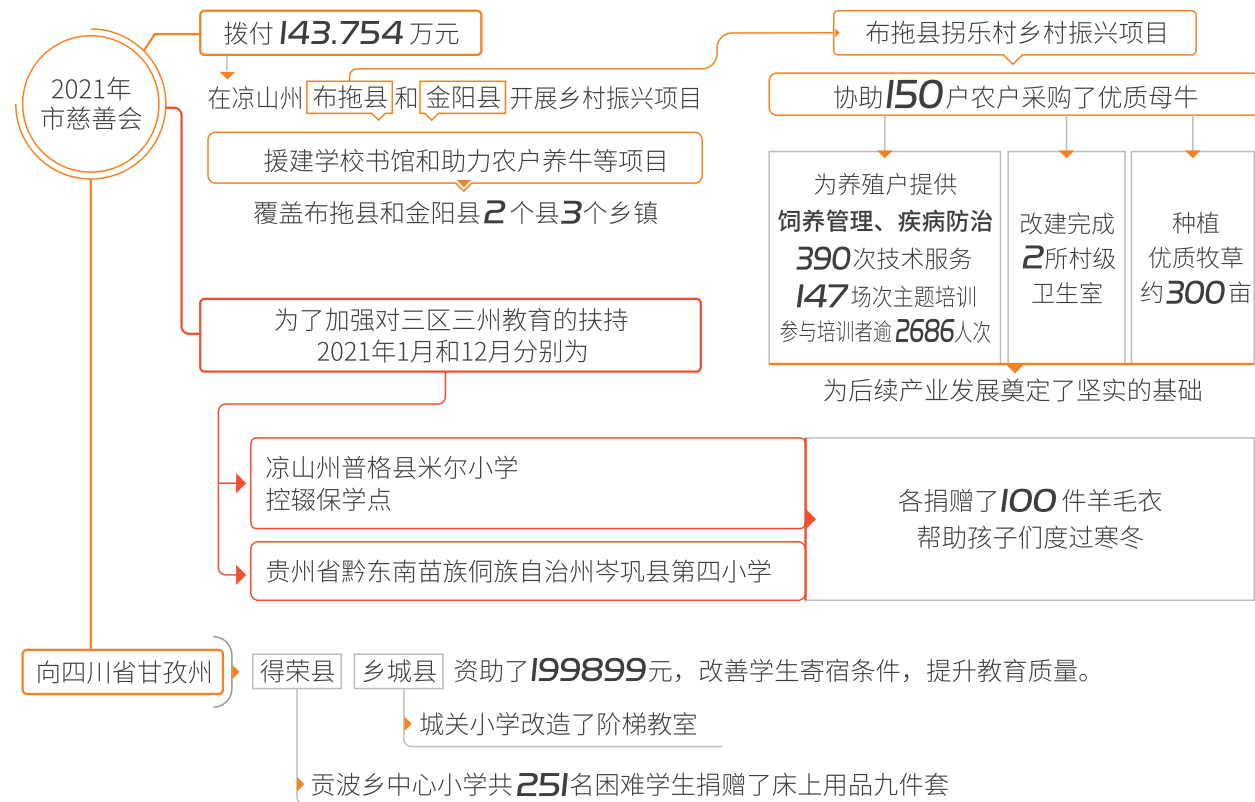 2021年
市慈善会
拨付 143.754 万元
在凉山州 布拖县 和 金阳县 开展乡村振兴项目
援建学校书馆和助力农户养牛等项目
覆盖布拖县和金阳县 2 个县 3 个乡镇
布拖县拐乐村乡村振兴项目
协助150户农户采购了优质母牛
为养殖户提供
饲养管理、疾病防治
390次技术服务
147场次主题培训
参与培训者逾2686人次
改建完成
2所村级
卫生室
种植
优质牧草
约300亩
为后续产业发展奠定了坚实的基础
为了加强对三区三州教育的扶持
2021年1月和12月分别为
凉山州普格县米尔小学
控辍保学点
贵州省黔东南苗族侗族自治州岑巩县第四小学
各捐赠了100 件羊毛衣
帮助孩子们度过寒冬
向四川省甘孜州
得荣县 乡城县 资助了199899元，改善学生寄宿条件，提升教育质量。
城关小学改造了阶梯教室
贡波乡中心小学共251名困难学生捐赠了床上用品九件套